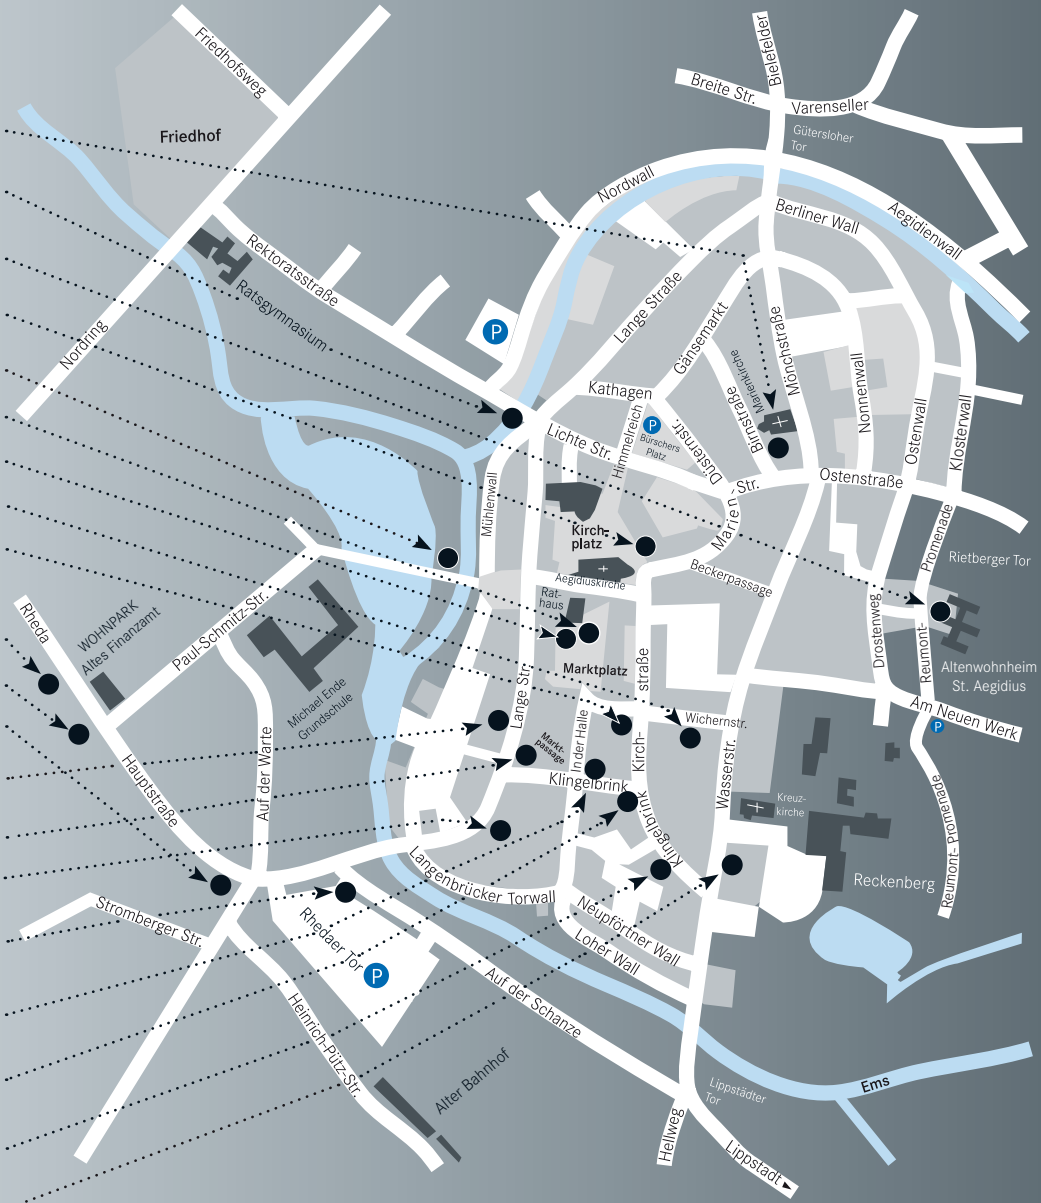 Friedhofsweg
Friedhof
Nordring
Rektoratsstraße
Ratsgymnasium
Bielefelder
Breite Str.
Varenseller
Gütersloher
Tor
Nordwall
Aegidienwall
Berliner Wall
Lange Straße
Gänsemarkt
Mönchstraße
Marienkirche
Nonnenwall
Ostenwall
Klosterwall
P
Kathagen
P
Bürschers
Platz
Himmelreich
Düsternstr.
Birnstraße
Lichte Str.
Marien-Str.
Ostenstraße
Mühlenwall
Kirch-
platz
Aegidiuskirche
Beckerpassage
Promenade
Reumont-
Rietberger Tor
Drostenweg
Altenwohnheim
St. Aegidius
Rat-
haus
Marktplatz
Rheda
WOHNPARK
Altes Finanzamt
Paul-Schmitz-Str.
Michael Ende
Grundschule
Lange Str.
straße
Kirch-
Wichernstr.
Am Neuen Werk
P
In der Halle
Markt-
passage
Klingelbrink
Klingelbrink
Wasserstr.
Kreuz-
kirche
Reckenberg
Reumont- Promenade
Hauptstraße
Auf der Warte
Langenbrücker Torwall
Neupförtner Wall
Loher Wall
Stromberger Str.
Rhedaer Tor
P
Auf der Schanze
Heinrich-Pütz-Str.
Alter Bahnhof
Ems
Lippstädter
Tor
Hellweg
Lippstadt